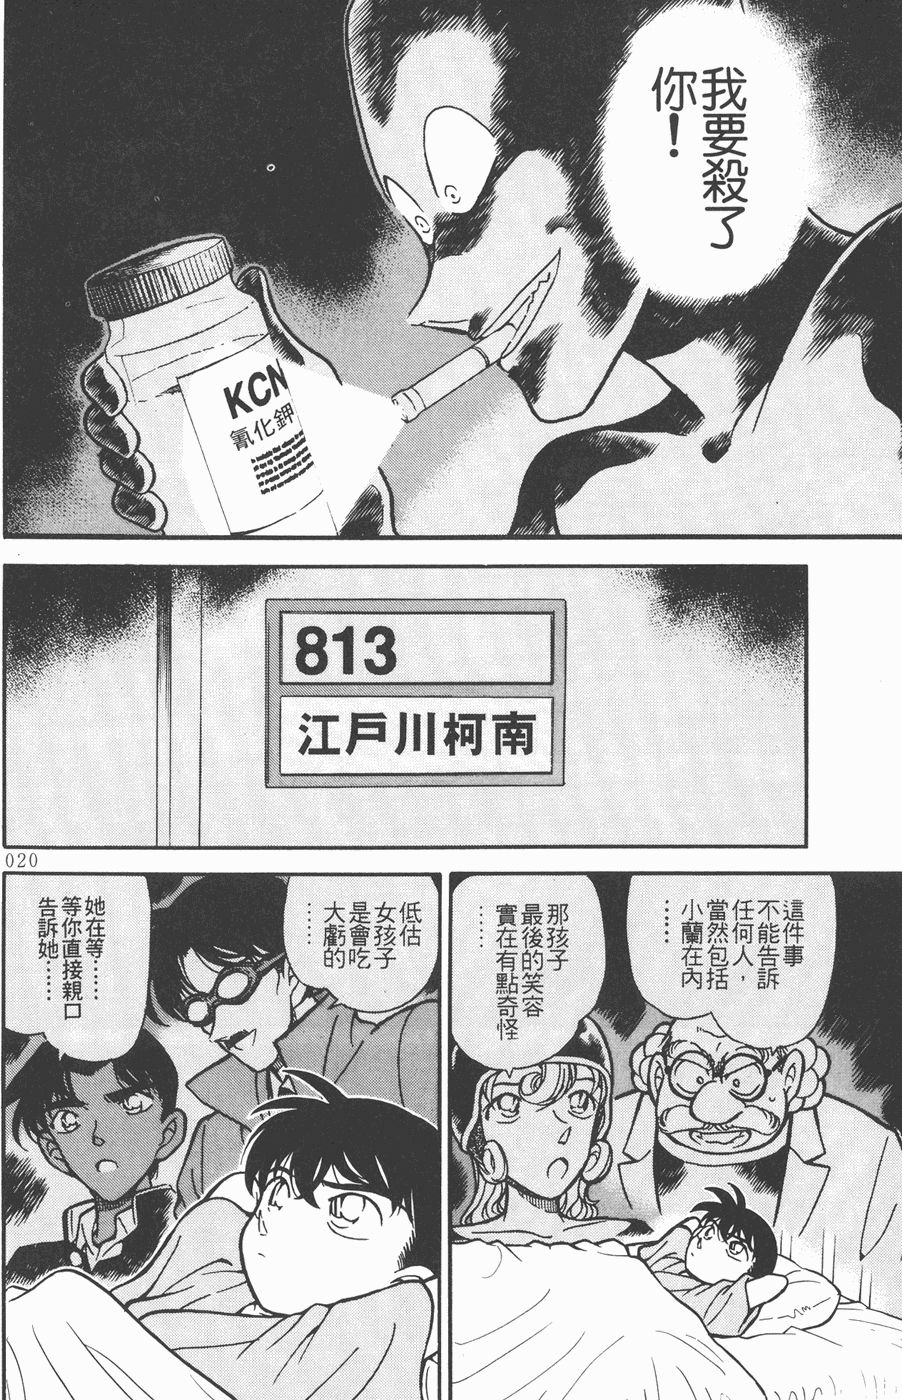 我要殺了
你！
KCN
氰化鉀
813
江戶川柯南
020
這件事
不能告訴
任何人，
當然包括
小蘭在內
……
那孩子
最後的笑容
實在有點奇怪
……
低估
女孩子
是會吃
大虧的
……
她在等……
等你直接親口
告訴她……